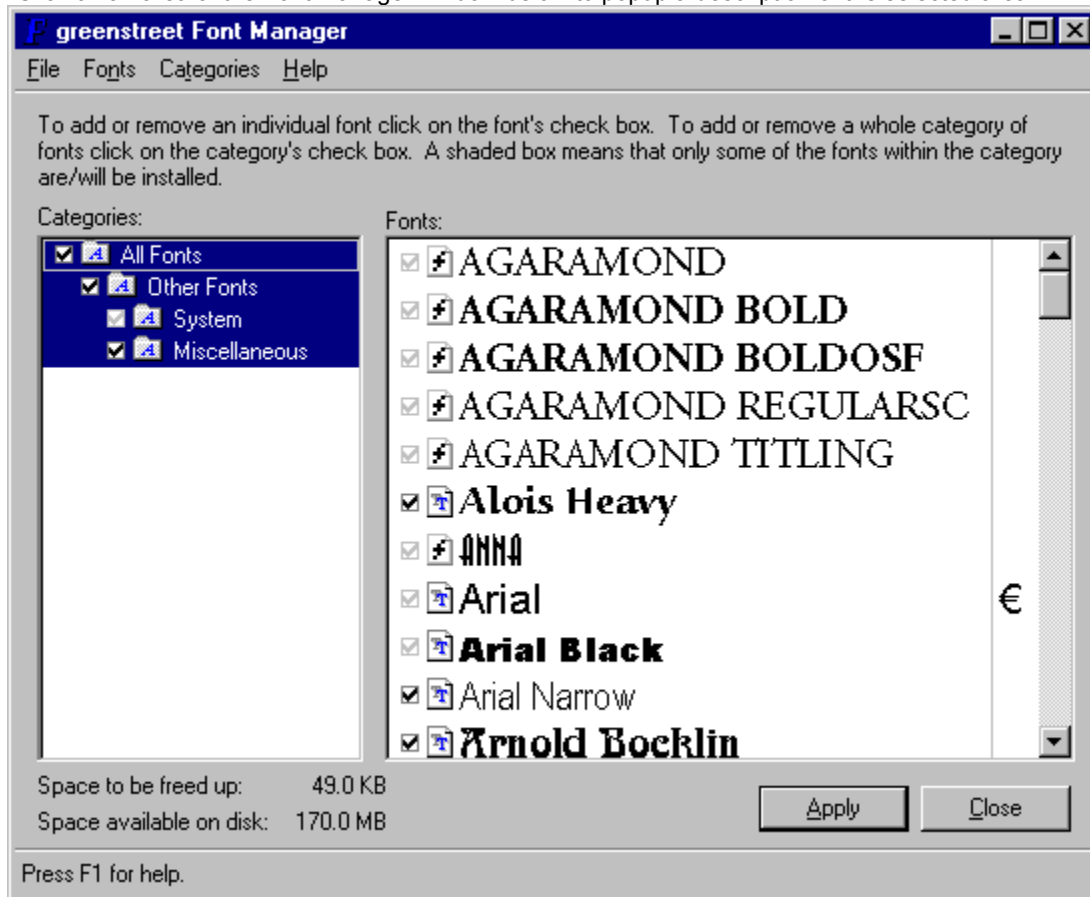 greenstreet Font Manager
File Fonts Categories Help
To add or remove an individual font click on the font's check box. To add or remove a whole category of
fonts click on the category's check box. A shaded box means that only some of the fonts within the category
are/will be installed.
Categories:
All Fonts
Other Fonts
System
Miscellaneous
Fonts:
AGARAMOND
AGARAMOND BOLD
AGARAMOND BOLDOSF
AGARAMOND REGULARSC
AGARAMOND TITLING
Alois Heavy
ANNA
Arial €
Arial Black
Arial Narrow
Arnold Bocklin
Space to be freed up: 49.0 KB
Space available on disk: 170.0 MB
Apply Close
Press F1 for help.